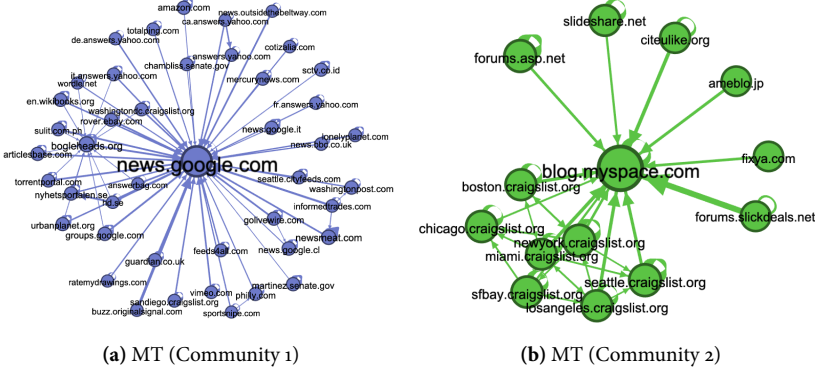 amazon.com
ca.answers.yahoo.com
news.outsidethebeltway.com
totalping.com
de.answers.yahoo.com
cotizalia.com
answers.yahoo.com
chambliss.senate.gov
sctv.co.id
it.answers.yahoo.com
mercurynews.com
wordle.net
en.wikibooks.org
fr.answers.yahoo.com
washingtondc.craigslist.org
rover.ebay.com
sulit.com.ph
news.google.it
lonelyplanet.com
bogleheads.org
news.bbc.co.uk
articlesbase.com
news.google.com
torrentportal.com
answerbag.com
seattle.cityfeeds.com
washingtonpost.com
nyhetsportalen.se
hd.se
informedtrades.com
urbanplanet.org
golivewire.com
groups.google.com
newsmeat.com
feeds4all.com
news.google.cl
guardian.co.uk
ratemydrawings.com
martinez.senate.gov
vimeo.com
philly.com
sandiego.craigslist.org
buzz.originalsignal.com
sportsnipe.com
(a) MT (Community 1)
slideshare.net
citeulike.org
forums.asp.net
ameblo.jp
fixya.com
blog.myspace.com
boston.craigslist.org
forums.slickdeals.net
chicago.craigslist.org
newyork.craigslist.org
miami.craigslist.org
seattle.craigslist.org
sfbay.craigslist.org
losangeles.craigslist.org
(b) MT (Community 2)